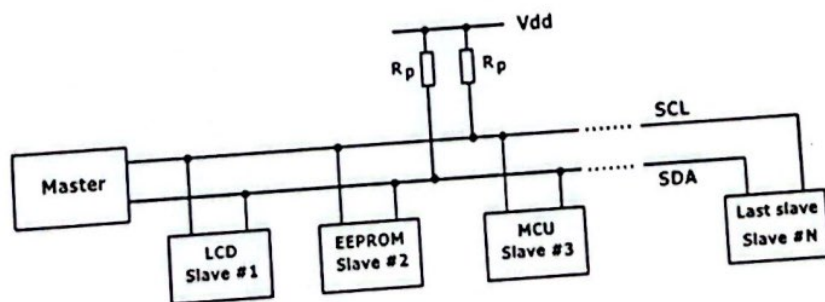 Vdd
Rp
Rp
SCL
Master
SDA
LCD
Slave #1
EEPROM
Slave #2
MCU
Slave #3
Last slave
Slave #N